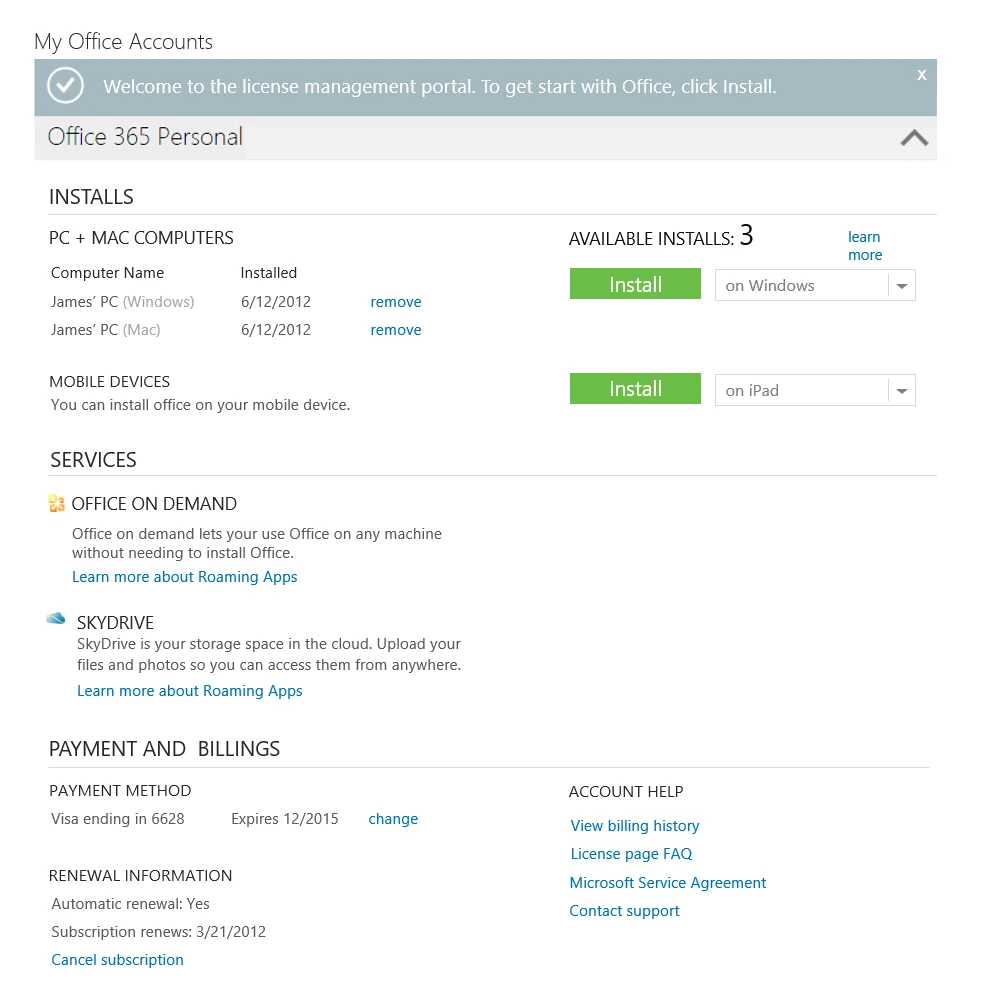 My Office Accounts
Welcome to the license management portal. To get start with Office, click Install.
x
Office 365 Personal
INSTALLS
PC + MAC COMPUTERS
Computer Name Installed
James’ PC (Windows) 6/12/2012 remove
James’ PC (Mac) 6/12/2012 remove
AVAILABLE INSTALLS: 3
learn
more
Install on Windows
MOBILE DEVICES
You can install office on your mobile device.
Install on iPad
SERVICES
OFFICE ON DEMAND
Office on demand lets your use Office on any machine
without needing to install Office.
Learn more about Roaming Apps
SKYDRIVE
SkyDrive is your storage space in the cloud. Upload your
files and photos so you can access them from anywhere.
Learn more about Roaming Apps
PAYMENT AND BILLINGS
PAYMENT METHOD
Visa ending in 6628 Expires 12/2015 change
RENEWAL INFORMATION
Automatic renewal: Yes
Subscription renews: 3/21/2012
Cancel subscription
ACCOUNT HELP
View billing history
License page FAQ
Microsoft Service Agreement
Contact support